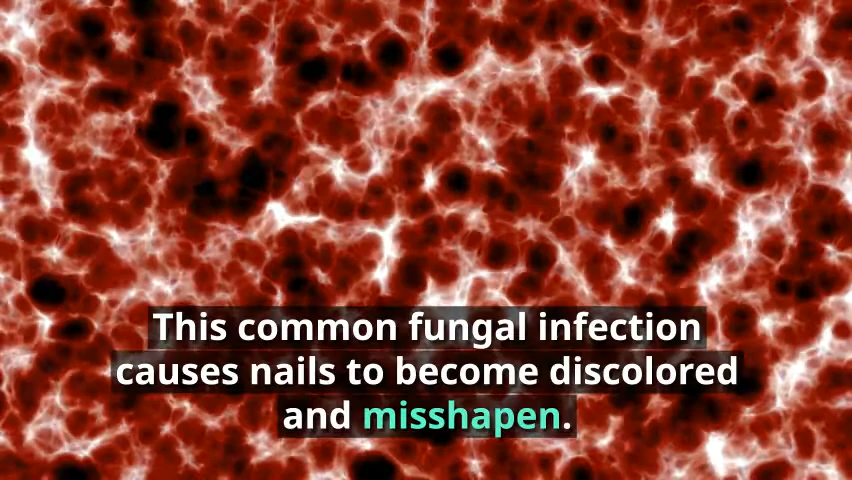 This common fungal infection
causes nails to become discolored
and misshapen.